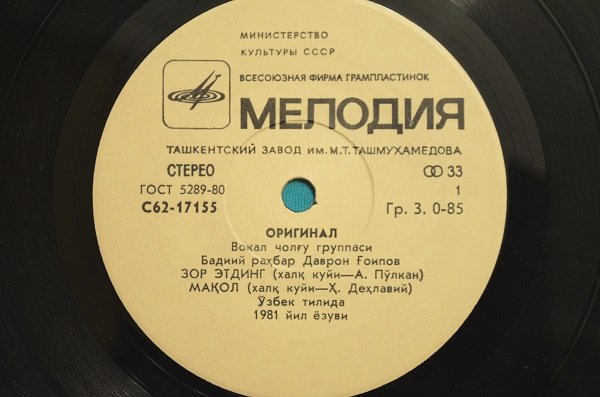 МИНИСТЕРСТВО
КУЛЬТУРЫ СССР
ВСЕСОЮЗНАЯ ФИРМА ГРАМПЛАСТИНОК
МЕЛОДИЯ
ТАШКЕНТСКИЙ ЗАВОД ИМ. М.Т. ТАШМУХАМЕДОВА
СТЕРЕО 33
ГОСТ 5289-80 1
С62-17155 Гр. 3. 0-85
ОРИГИНАЛ
Вокал чолғу группаси
Бадиий раҳбар Даврон Ғоипов
ЗОР ЭТДИНГ (халқ куйи—А. Пўлкан)
МАҚОЛ (халқ куйи—Ҳ. Деҳлавий)
Ўзбек тилида
1981 йил ёзуви